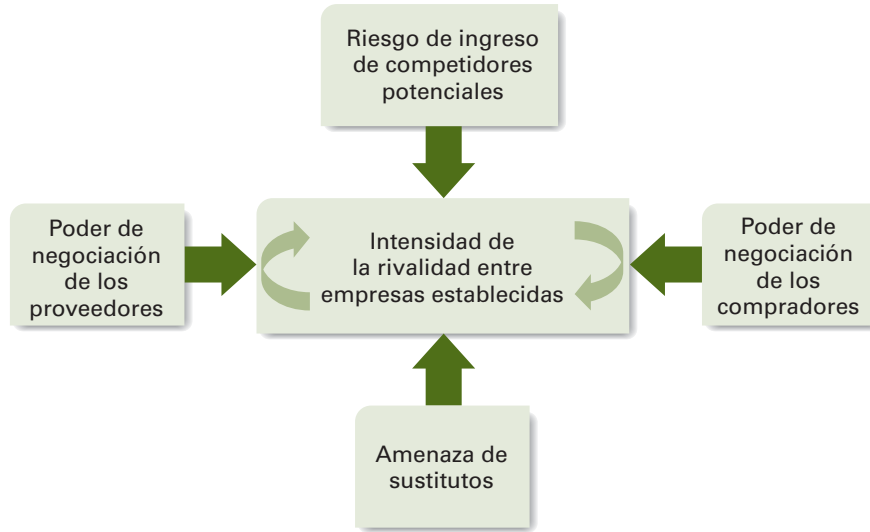 Riesgo de ingreso
de competidores
potenciales
Poder de
negociación
de los
proveedores
Intensidad de
la rivalidad entre
empresas establecidas
Poder de
negociación
de los
compradores
Amenaza de
sustitutos